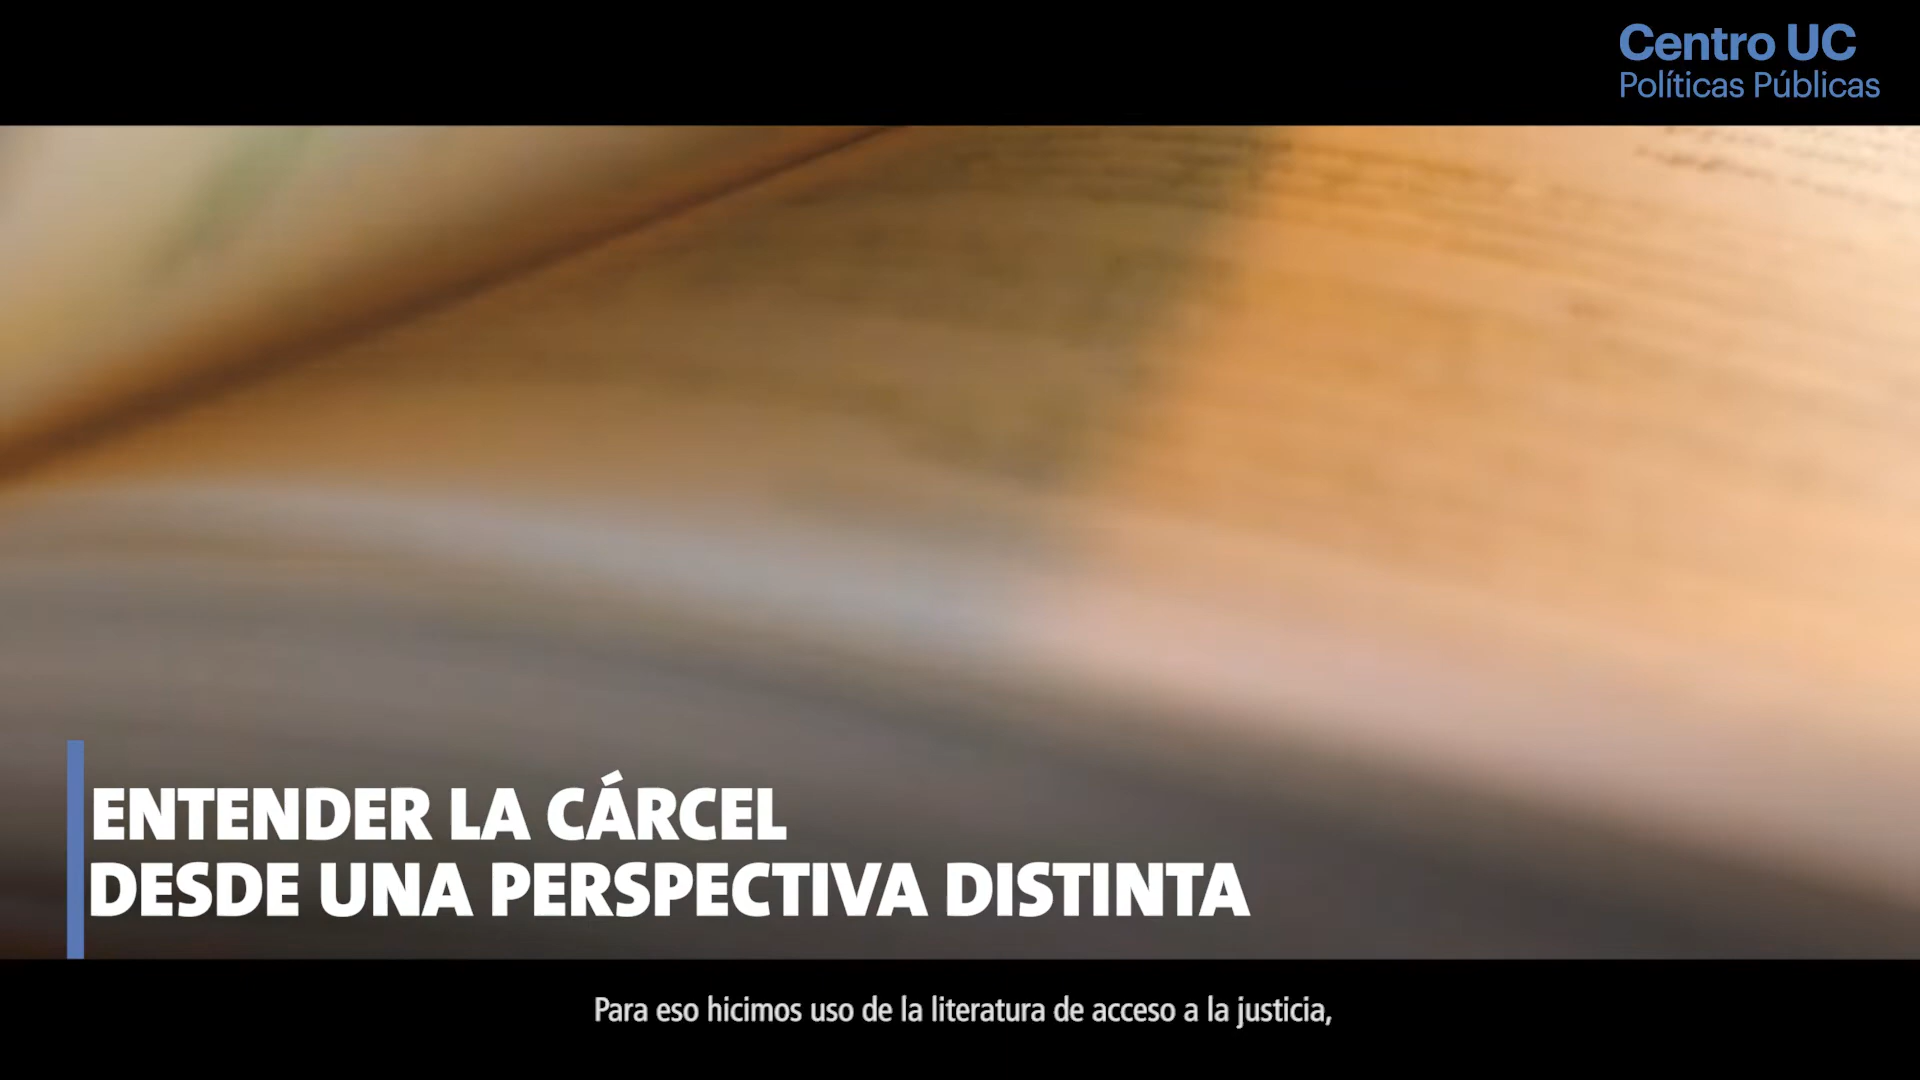 Centro UC
Políticas Públicas
ENTENDER LA CÁRCEL
DESDE UNA PERSPECTIVA DISTINTA
Para eso hicimos uso de la literatura de acceso a la justicia,